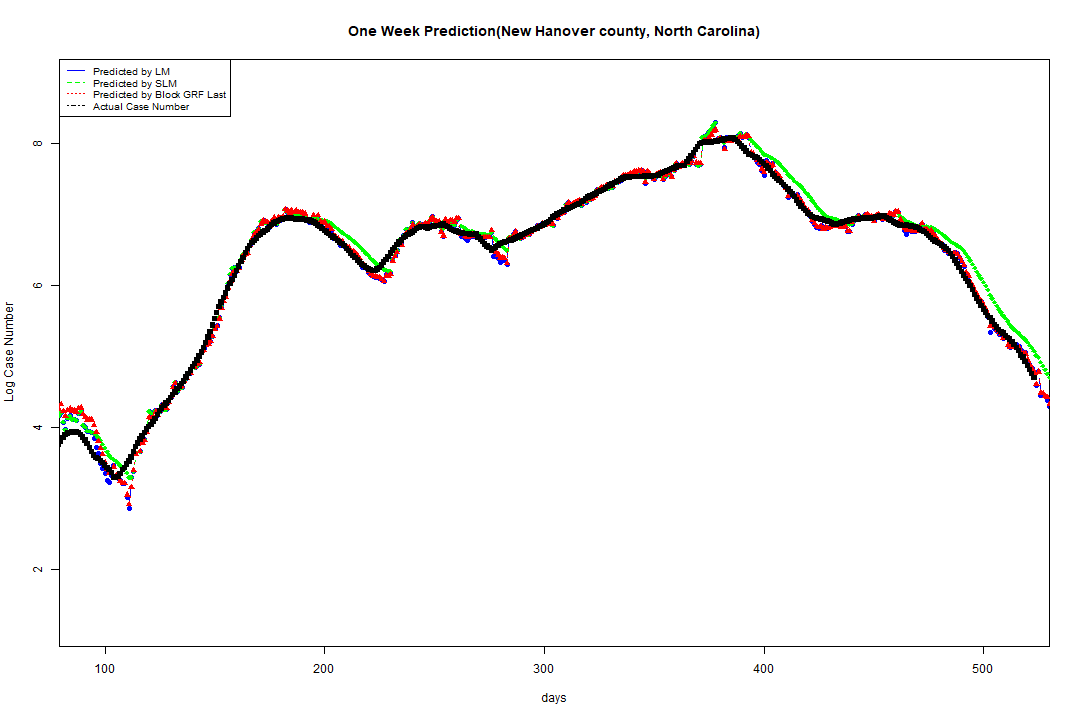 One Week Prediction(New Hanover county, North Carolina)
Predicted by LM
Predicted by SLM
Predicted by Block GRF Last
Actual Case Number
8
6
4
2
Log Case Number
100 200 300 400 500
days